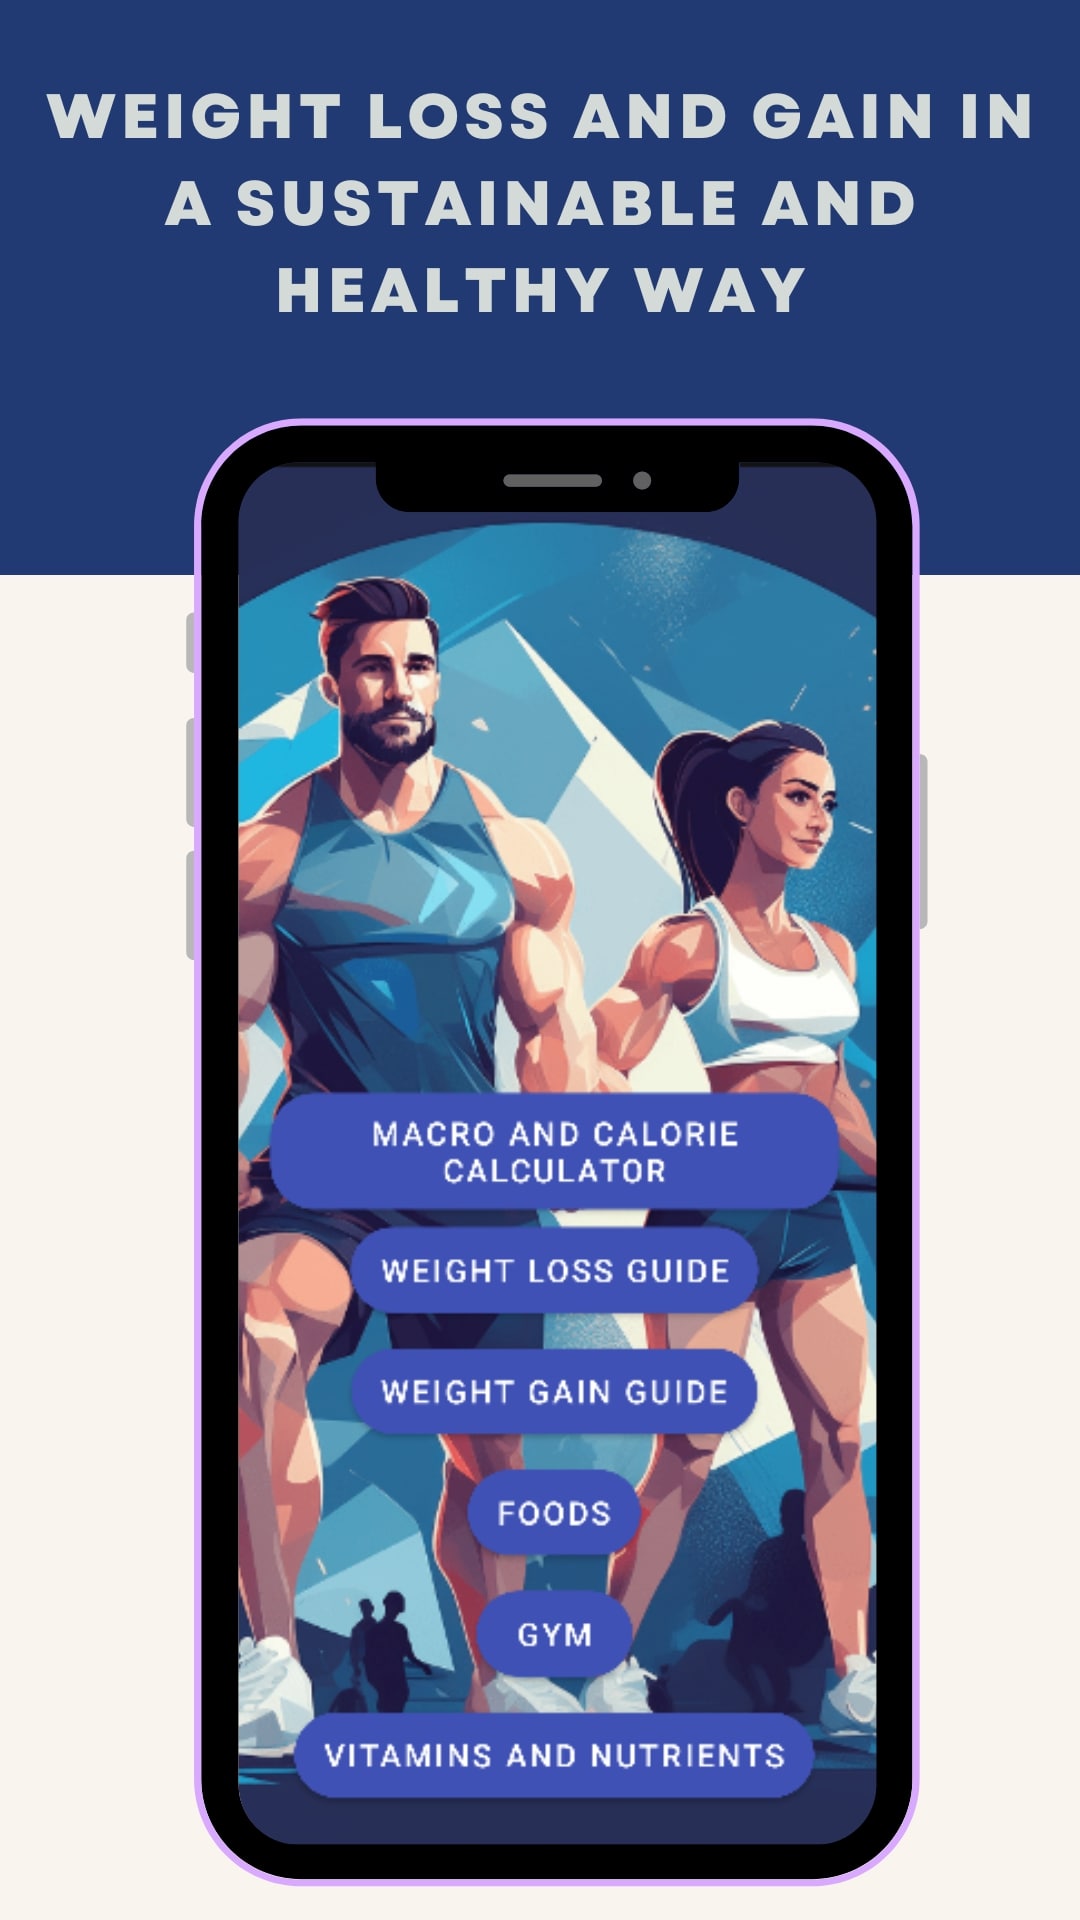 WEIGHT LOSS AND GAIN IN
A SUSTAINABLE AND
HEALTHY WAY
MACRO AND CALORIE
CALCULATOR
WEIGHT LOSS GUIDE
WEIGHT GAIN GUIDE
FOODS
GYM
VITAMINS AND NUTRIENTS